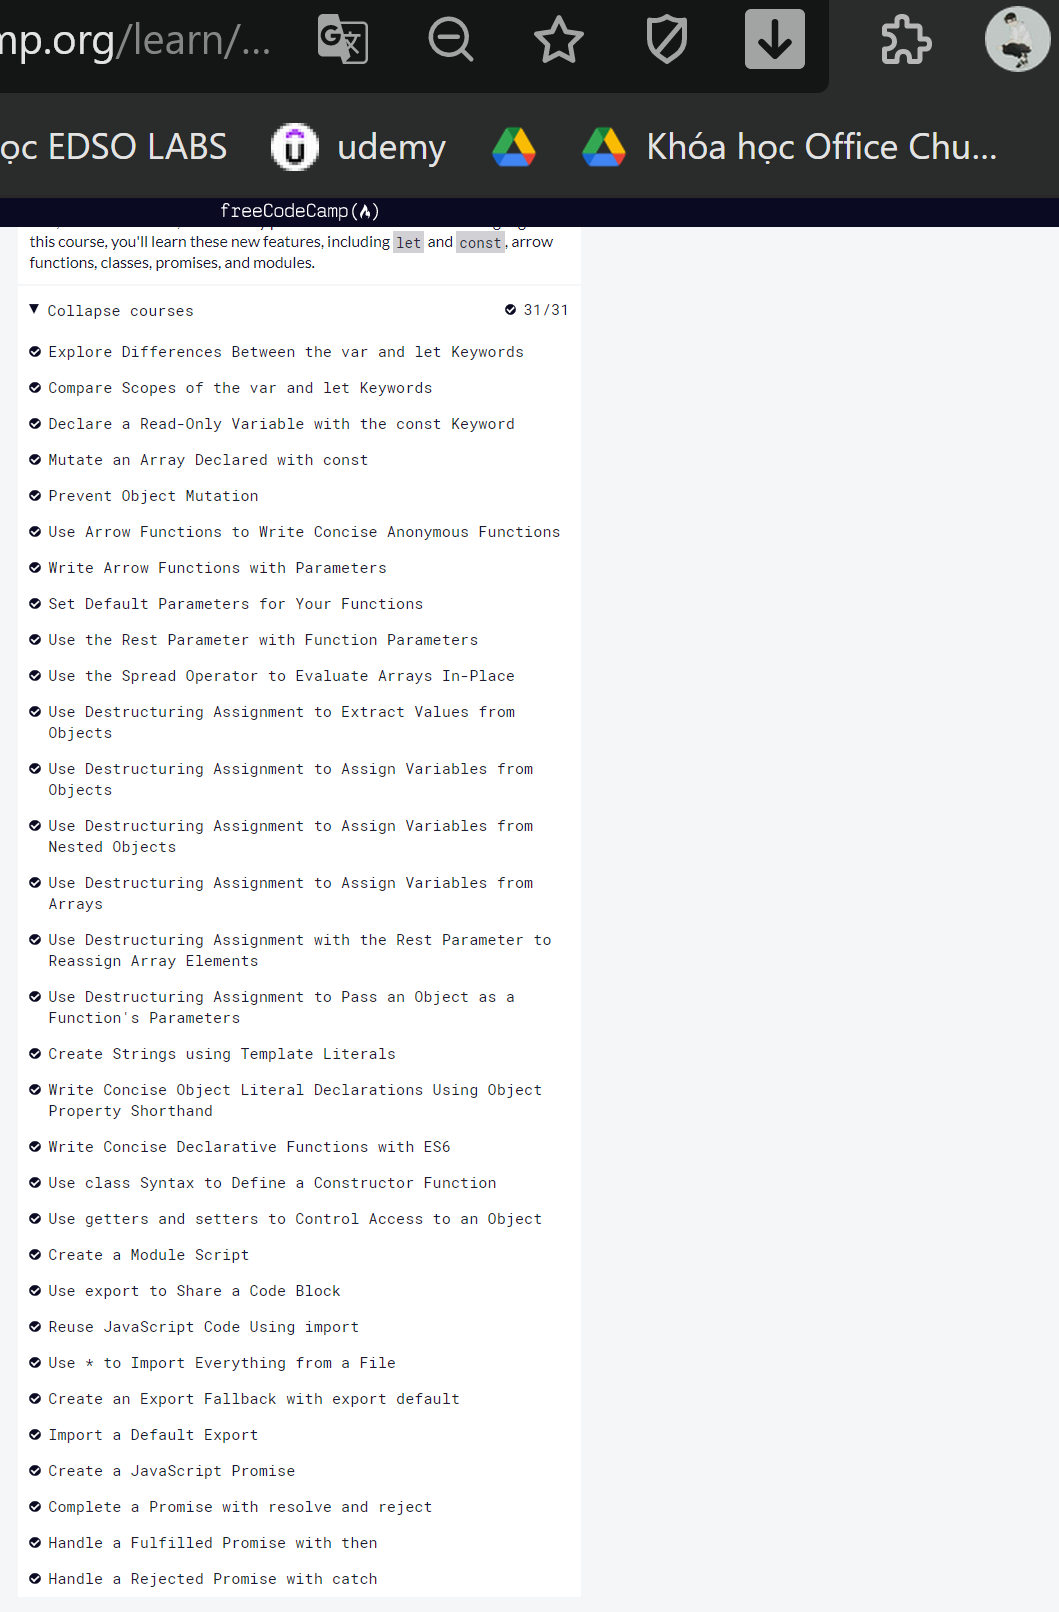 mp.org/learn/...
ọc EDSO LABS
udemy
Khóa học Office Chu...
freeCodeCamp
this course, you'll learn these new features, including let and const, arrow
functions, classes, promises, and modules.
Collapse courses
31/31
Explore Differences Between the var and let Keywords
Compare Scopes of the var and let Keywords
Declare a Read-Only Variable with the const Keyword
Mutate an Array Declared with const
Prevent Object Mutation
Use Arrow Functions to Write Concise Anonymous Functions
Write Arrow Functions with Parameters
Set Default Parameters for Your Functions
Use the Rest Parameter with Function Parameters
Use the Spread Operator to Evaluate Arrays In-Place
Use Destructuring Assignment to Extract Values from
Objects
Use Destructuring Assignment to Assign Variables from
Objects
Use Destructuring Assignment to Assign Variables from
Nested Objects
Use Destructuring Assignment to Assign Variables from
Arrays
Use Destructuring Assignment with the Rest Parameter to
Reassign Array Elements
Use Destructuring Assignment to Pass an Object as a
Function's Parameters
Create Strings using Template Literals
Write Concise Object Literal Declarations Using Object
Property Shorthand
Write Concise Declarative Functions with ES6
Use class Syntax to Define a Constructor Function
Use getters and setters to Control Access to an Object
Create a Module Script
Use export to Share a Code Block
Reuse JavaScript Code Using import
Use * to Import Everything from a File
Create an Export Fallback with export default
Import a Default Export
Create a JavaScript Promise
Complete a Promise with resolve and reject
Handle a Fulfilled Promise with then
Handle a Rejected Promise with catch